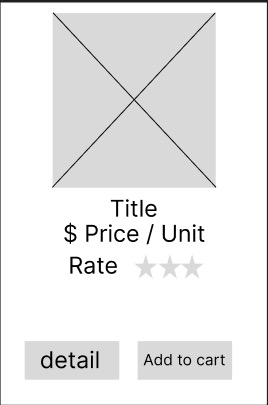 Title
$ Price / Unit
Rate
detail
Add to cart